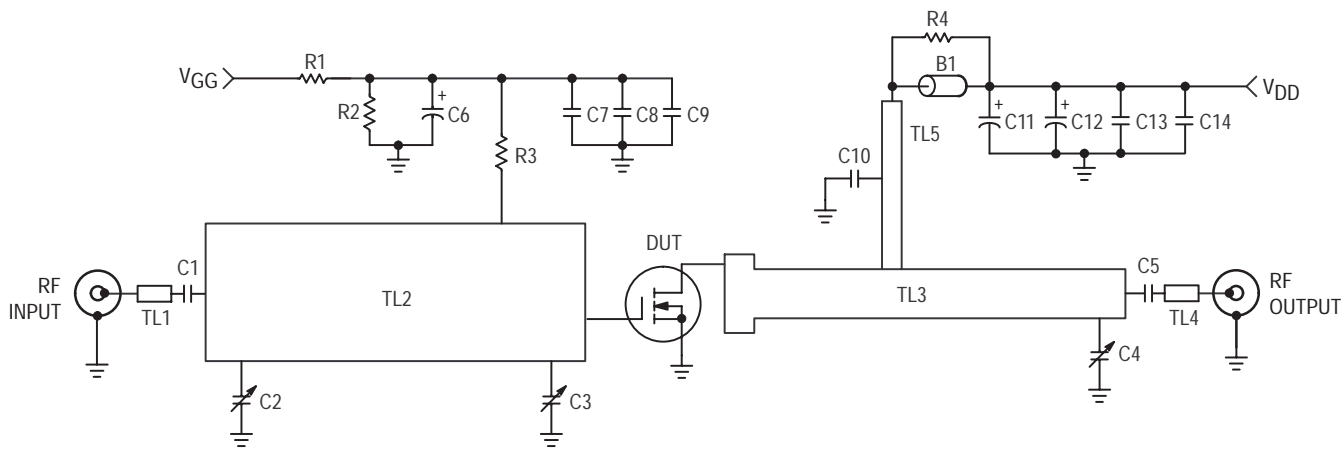 R4
B1
VGG
R1
VDD
R2
C6
C7
C8
C9
R3
TL5
C11
C12
C13
C14
C10
DUT
RF
INPUT
C1
TL1
TL2
TL3
C5
TL4
RF
OUTPUT
C2
C3
C4
+
+
+